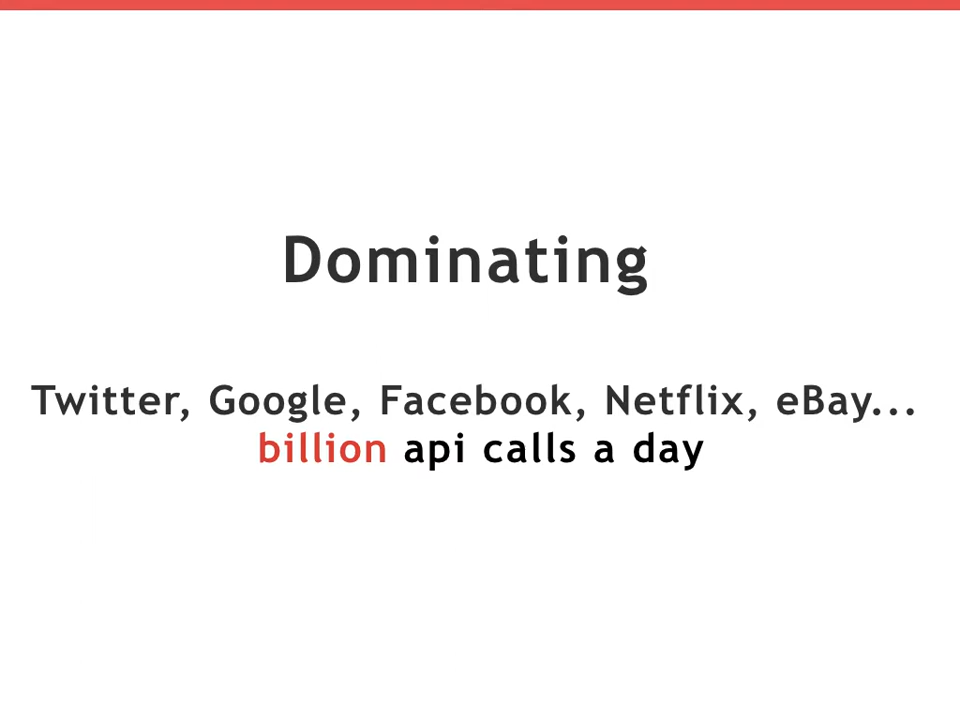 Dominating
Twitter, Google, Facebook, Netflix, eBay...
billion api calls a day